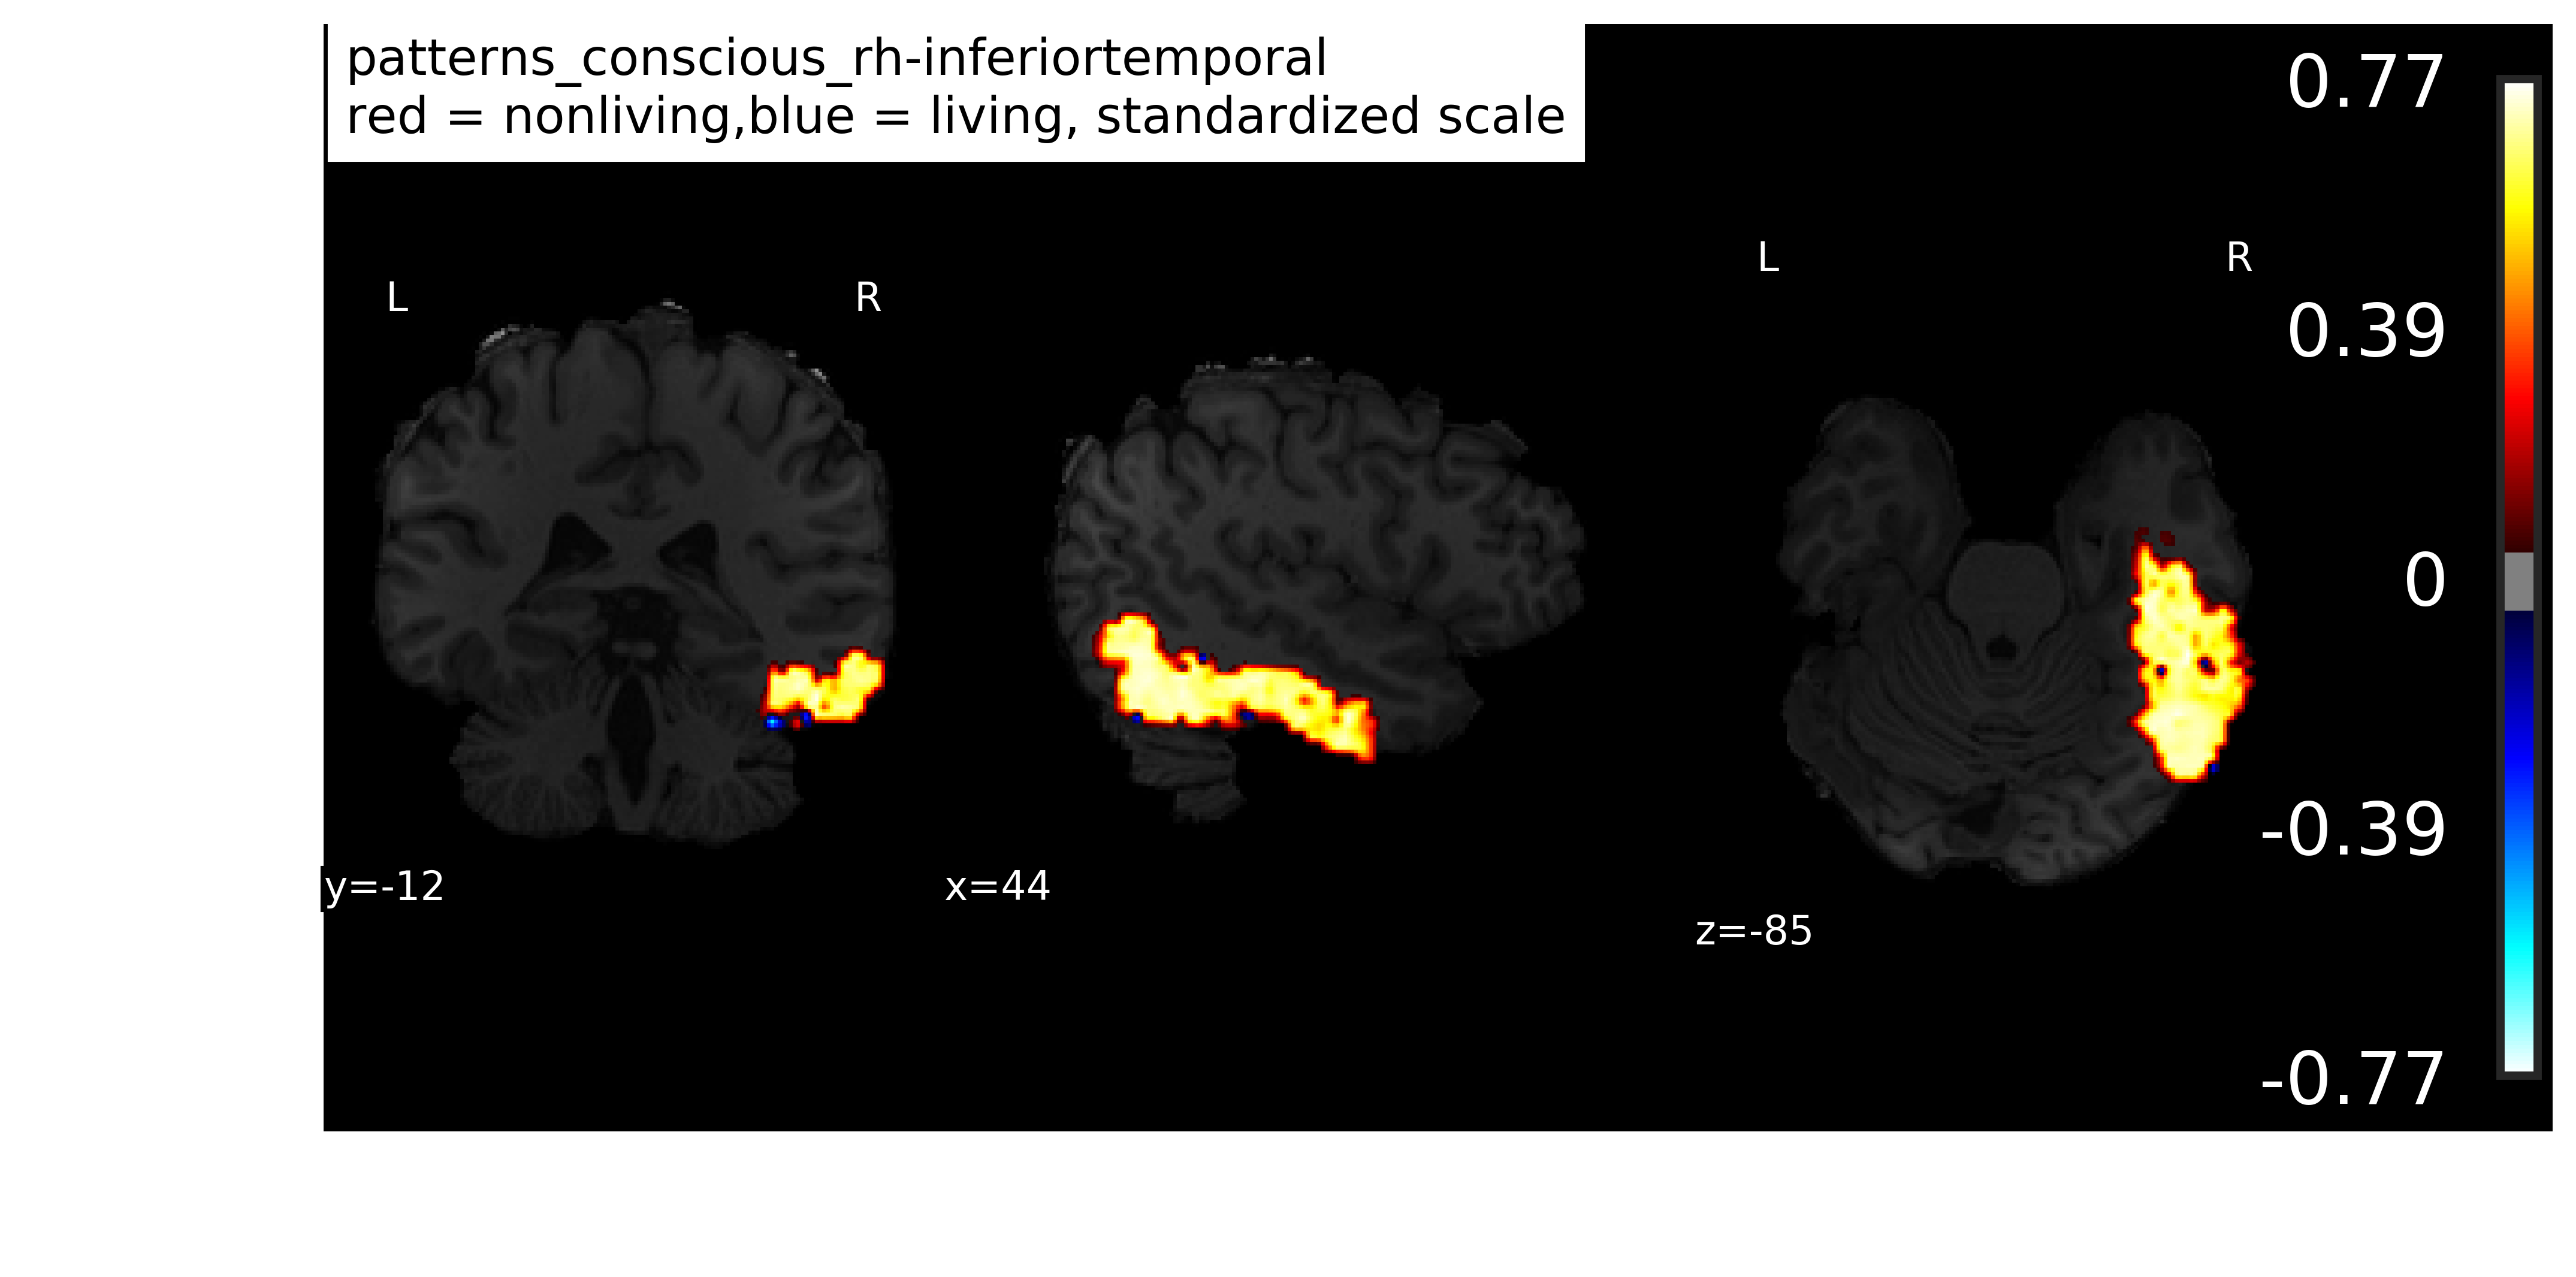 patterns_conscious_rh-inferiortemporal
red = nonliving,blue = living, standardized scale
L R
L R
y=-12
x=44
z=-85
0.77
0.39
0
-0.39
-0.77